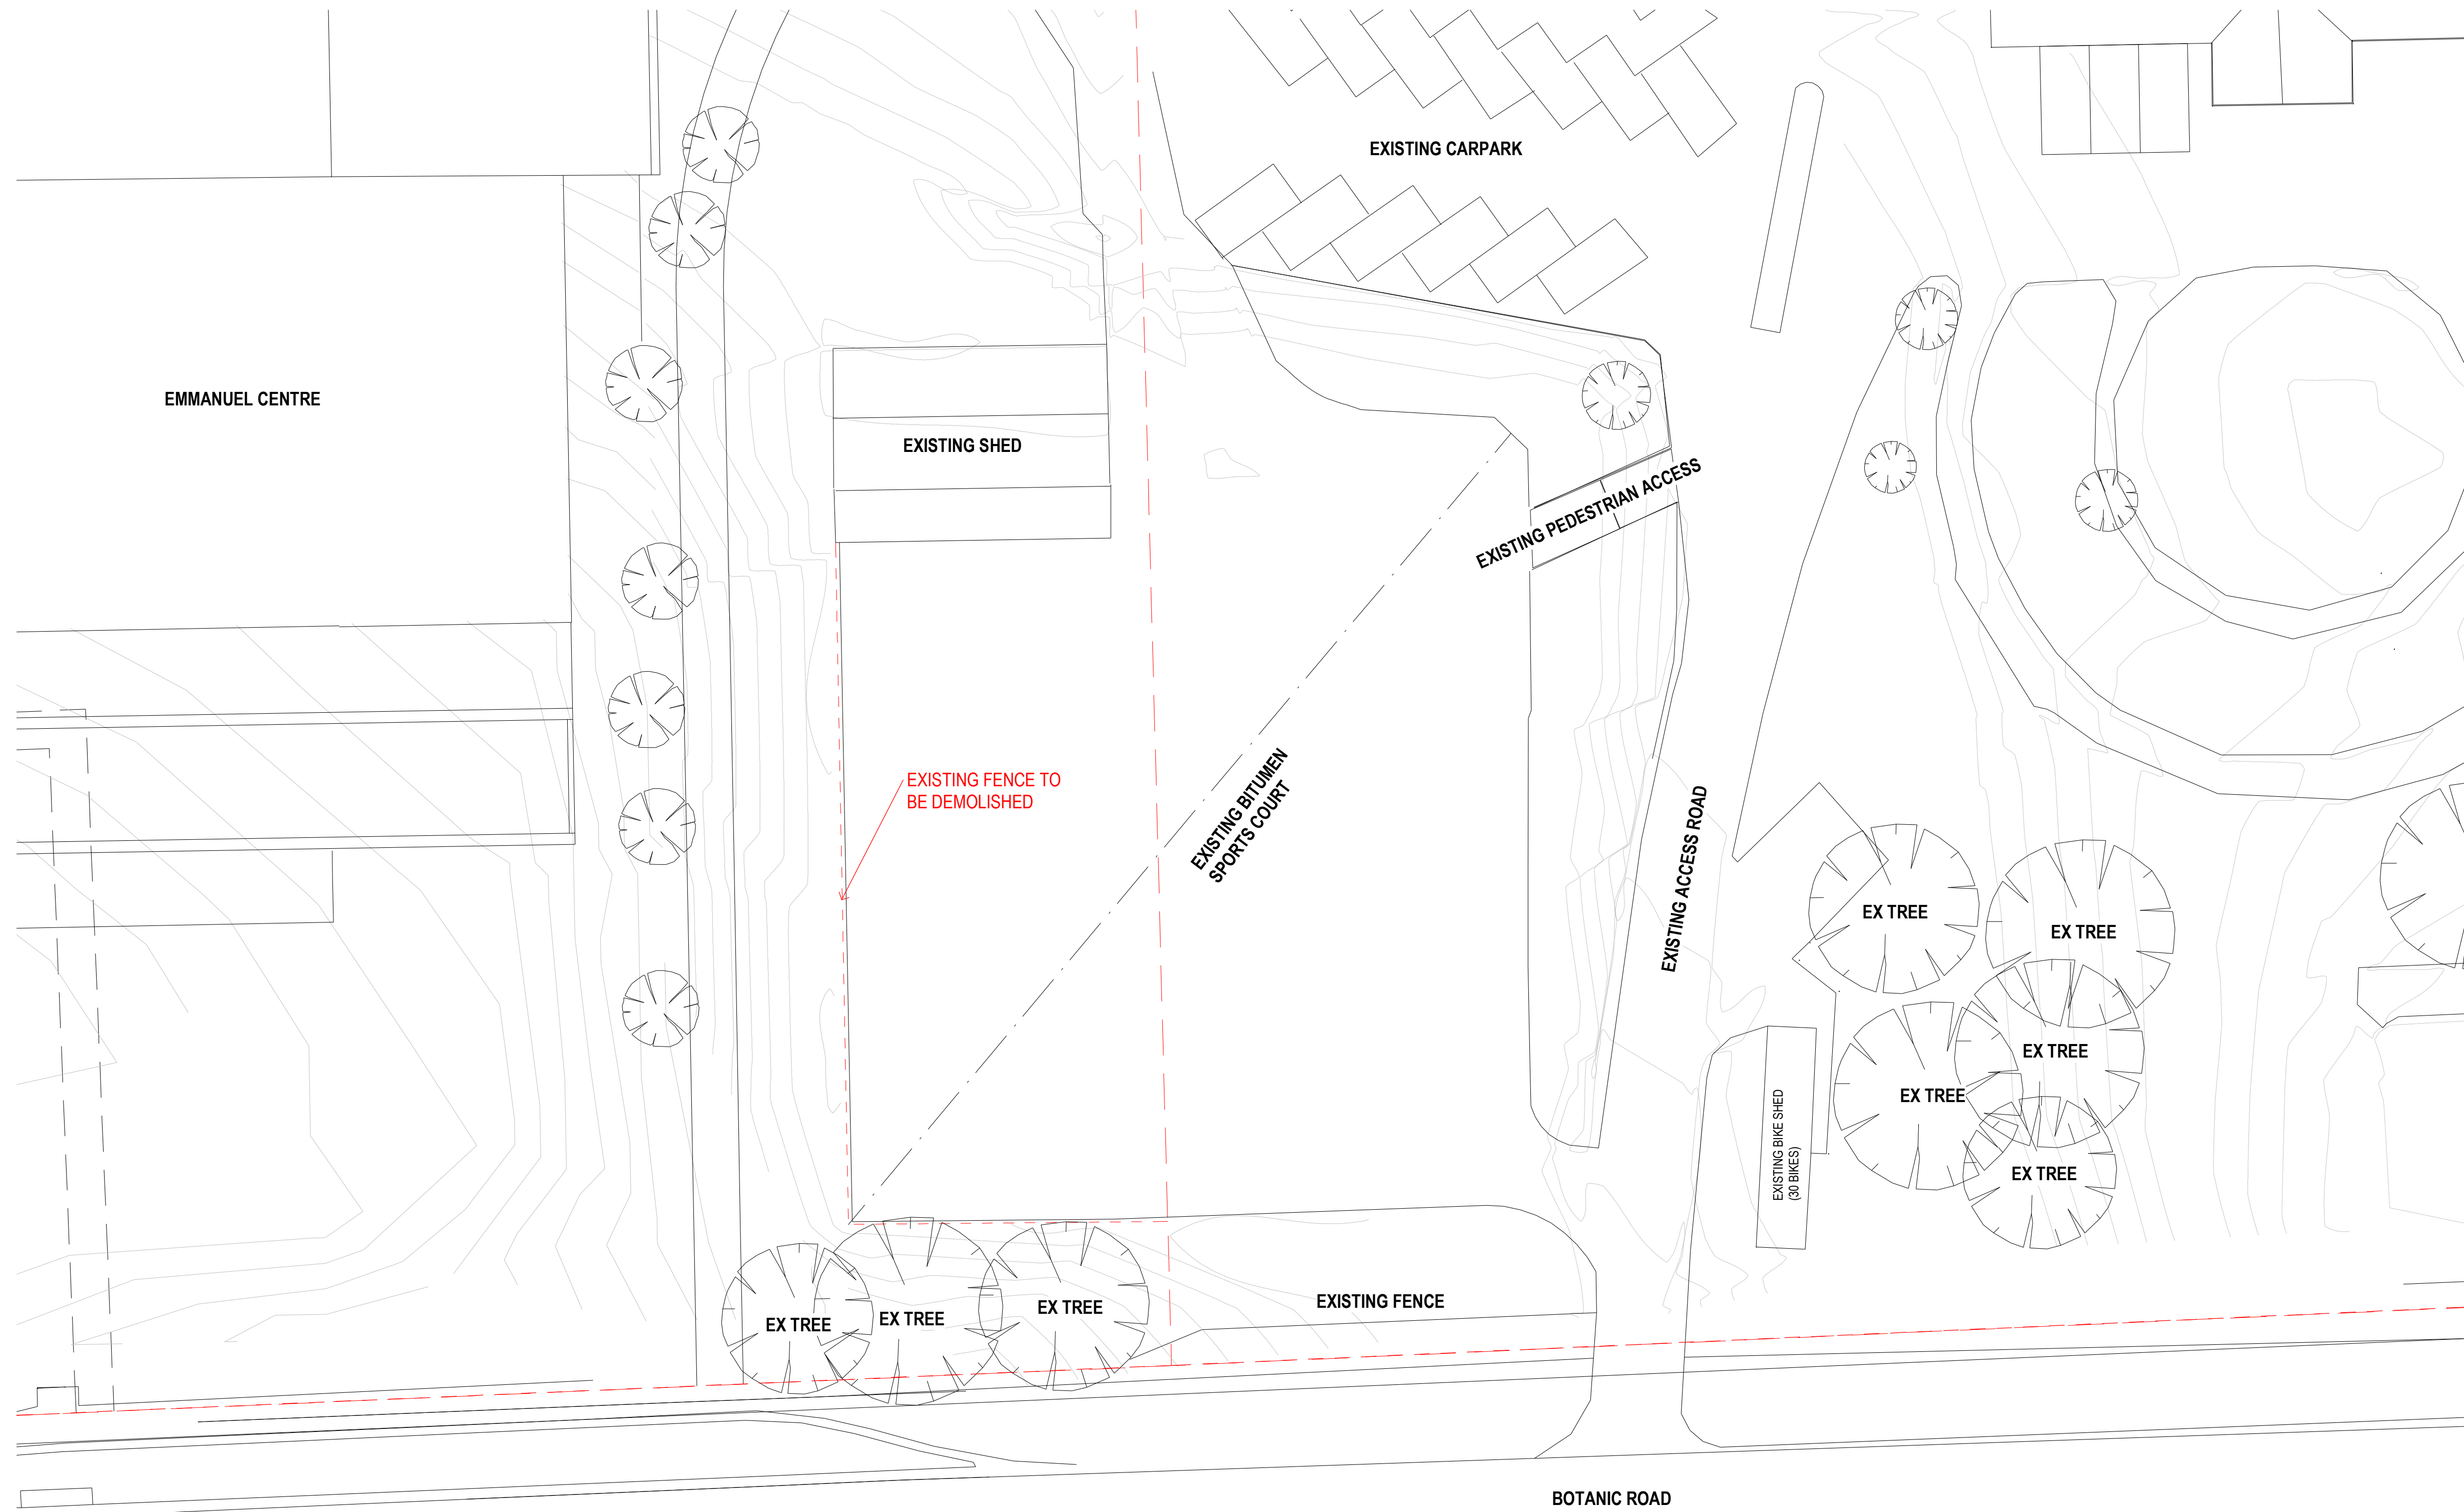 EXISTING CARPARK
EMMANUEL CENTRE
EXISTING SHED
EXISTING PEDESTRIAN ACCESS
EXISTING FENCE TO
BE DEMOLISHED
EXISTING BITUMEN
SPORTS COURT
EXISTING ACCESS ROAD
EX TREE
EX TREE
EX TREE
EX TREE
EX TREE
EXISTING BIKE SHED
(30 BIKES)
EX TREE
EX TREE
EX TREE
EXISTING FENCE
BOTANIC ROAD